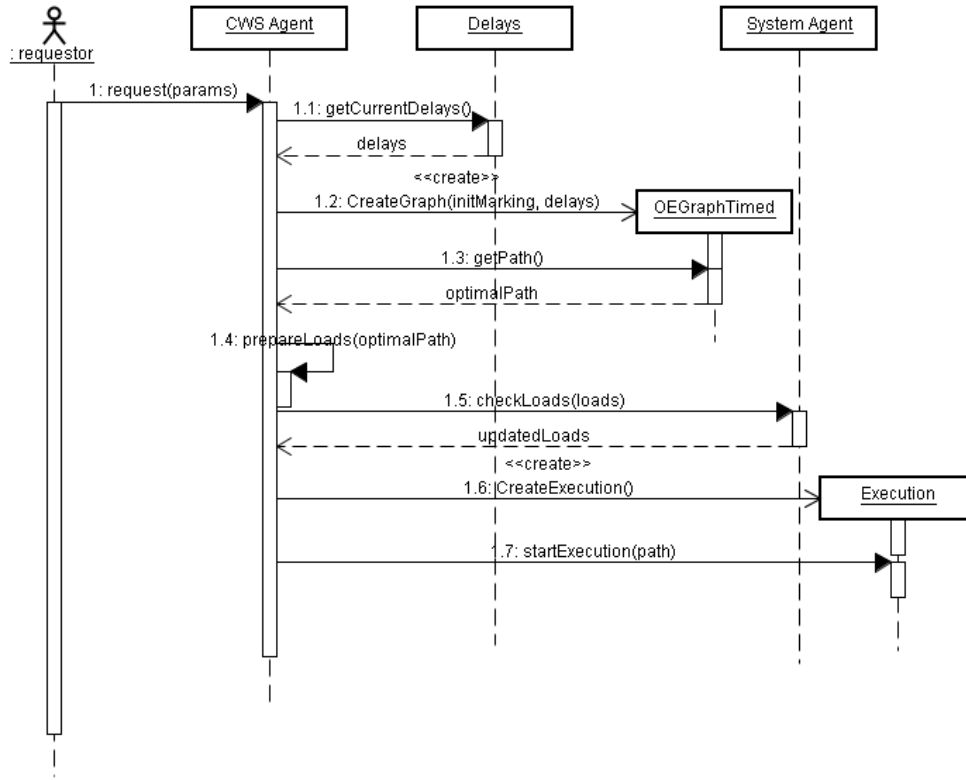 CWS Agent
Delays
System Agent
: requestor
1: request(params)
1.1: getCurrentDelays()
delays
<<create>>
1.2: CreateGraph(initMarking, delays)
OEGraphTimed
1.3: getPath()
optimalPath
1.4: prepareLoads(optimalPath)
1.5: checkLoads(loads)
updatedLoads
<<create>>
1.6: CreateExecution()
Execution
1.7: startExecution(path)